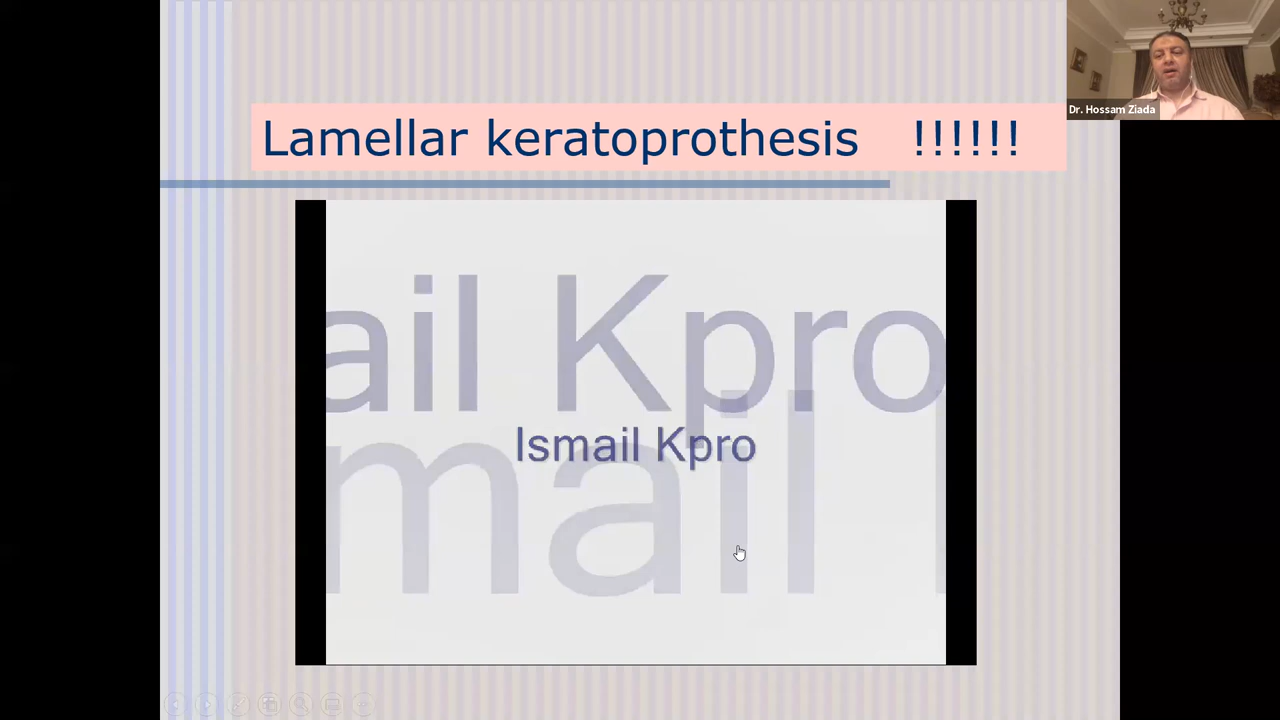 Dr. Hossam Ziada
Lamellar keratoprothesis !!!!!!
ail Kpro
Ismail Kpro
mail